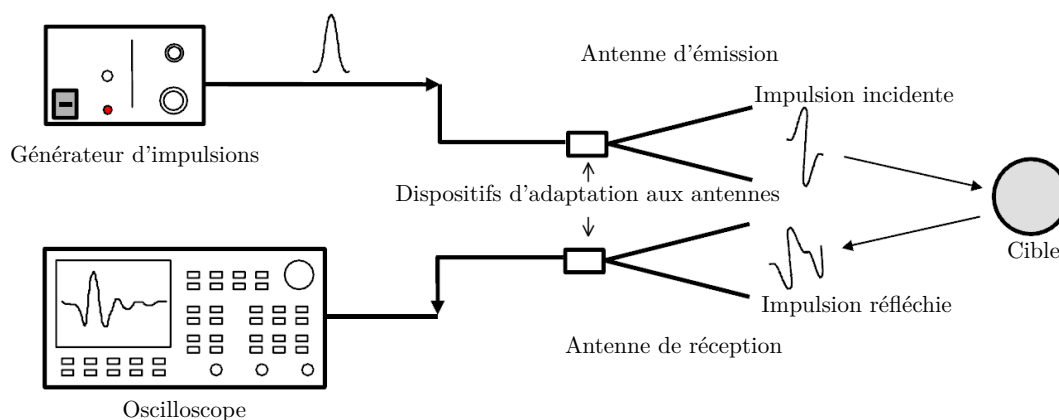 Antenne d'émission
Impulsion incidente
Générateur d'impulsions
Dispositifs d'adaptation aux antennes
Cible
Impulsion réfléchie
Antenne de réception
Oscilloscope